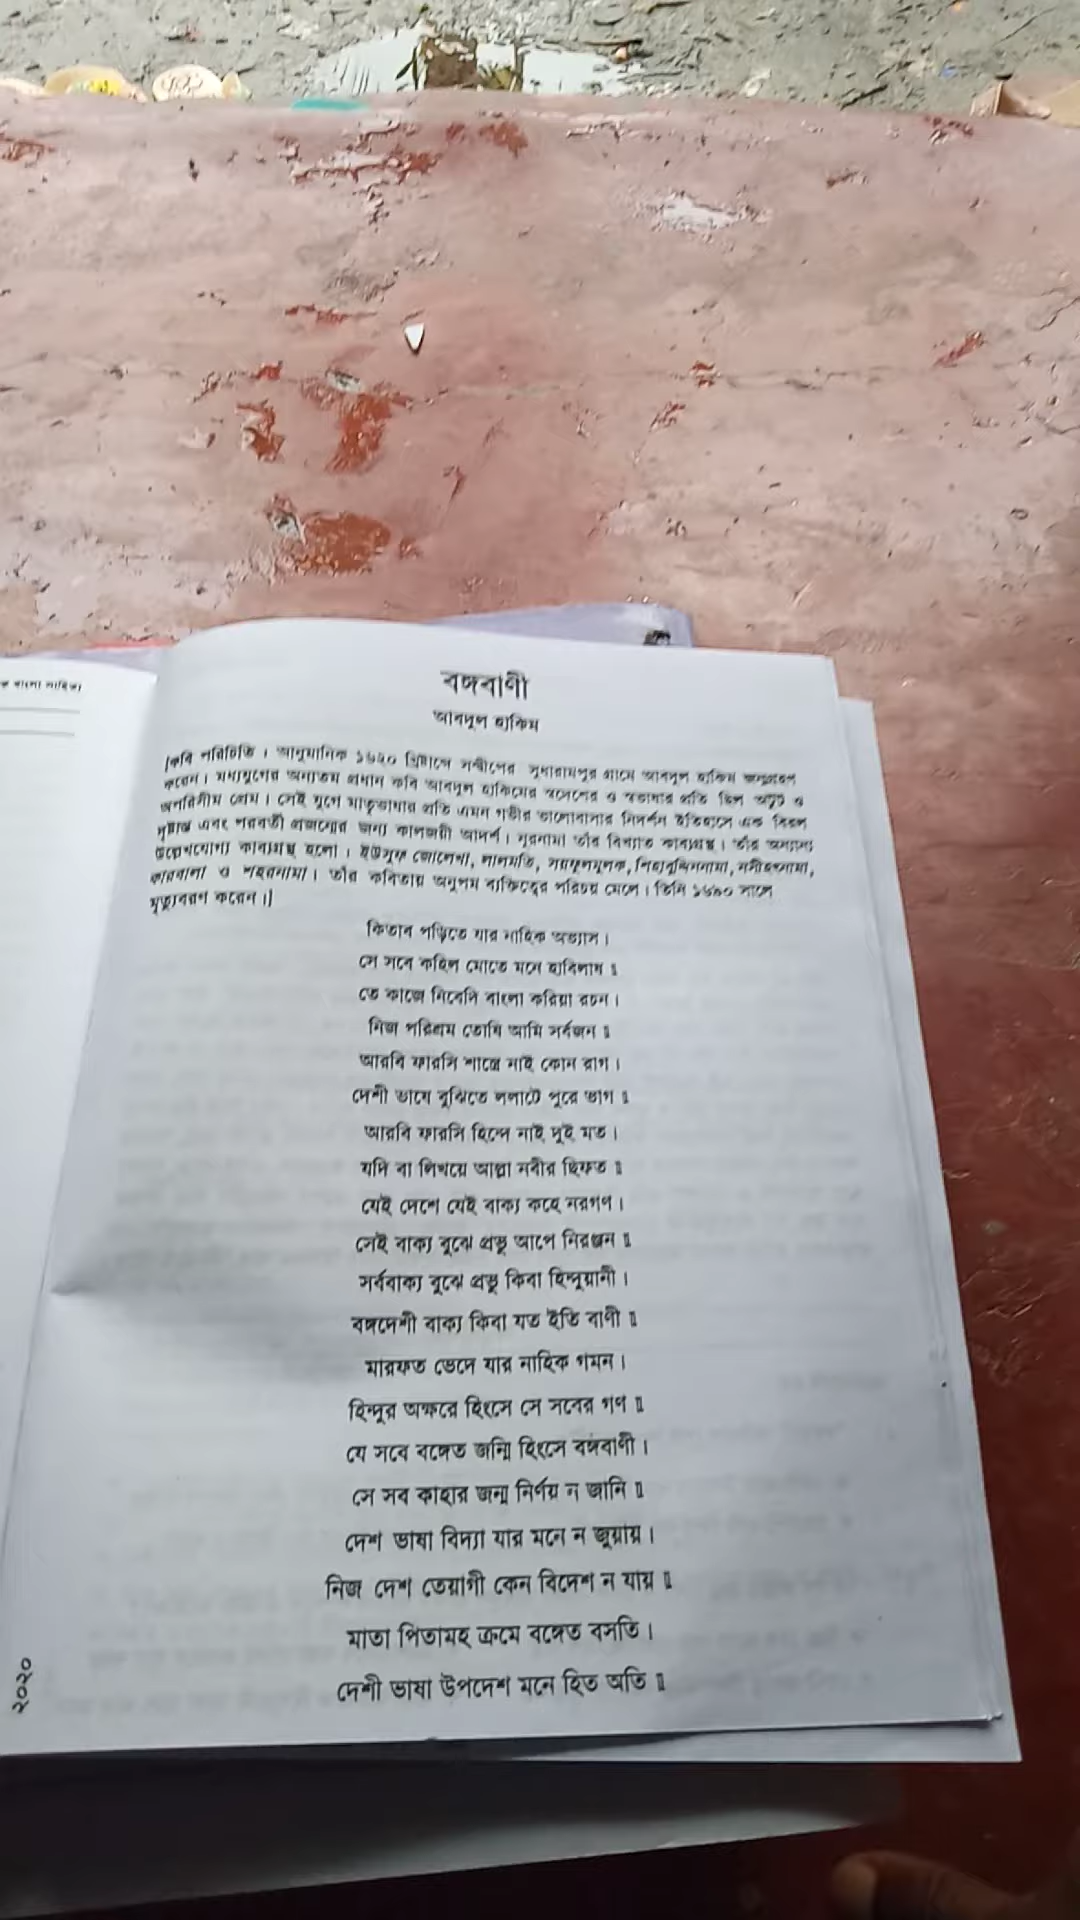 ও বাংলা সাহিত্য
বঙ্গবাণী
আবদুল হাকিম
[কবি পরিচিতি : আনুমানিক ১৬২০ খ্রিষ্টাব্দে সন্দ্বীপের সুধারামপুর গ্রামে আবদুল হাকিম জন্মগ্রহণ
করেন। মধ্যযুগের অন্যতম প্রধান কবি আবদুল হাকিমের স্বদেশের ও স্বভাষার প্রতি ছিল অটুট ও
অপরিসীম প্রেম। সেই যুগে মাতৃভাষার প্রতি এমন গভীর ভালোবাসার নিদর্শন ইতিহাসে এক বিরল
দৃষ্টান্ত এবং পরবর্তী প্রজন্মের জন্য কালজয়ী আদর্শ। নূরনামা তাঁর বিখ্যাত কাব্যগ্রন্থ। তাঁর অন্যান্য
উল্লেখযোগ্য কাব্যগ্রন্থ হলো : ইউসুফ জোলেখা, লালমতি, সয়ফুলমুলুক, শিহাবুদ্দিননামা, নসীহৎনামা,
কারবালা ও শহরনামা। তাঁর কবিতায় অনুপম ব্যক্তিত্বের পরিচয় মেলে। তিনি ১৬৯০ সালে
মৃত্যুবরণ করেন।]
কিতাব পড়িতে যার নাহিক অভ্যাস।
সে সবে কহিল মোতে মনে হাবিলাষ ॥
তে কাজে নিবেদি বাংলা করিয়া রচন।
নিজ পরিশ্রম তোষি আমি সর্বজন ॥
আরবি ফারসি শাস্ত্রে নাই কোন রাগ।
দেশী ভাষে বুঝিতে ললাটে পুরে ভাগ ॥
আরবি ফারসি হিন্দে নাই দুই মত।
যদি বা লিখয়ে আল্লা নবীর ছিফত ॥
যেই দেশে যেই বাক্য কহে নরগণ।
সেই বাক্য বুঝে প্রভু আপে নিরঞ্জন ॥
সর্ববাক্য বুঝে প্রভু কিবা হিন্দুয়ানী।
বঙ্গদেশী বাক্য কিবা যত ইতি বাণী ॥
মারফত ভেদে যার নাহিক গমন।
হিন্দুর অক্ষরে হিংসে সে সবের গণ ॥
যে সবে বঙ্গেত জন্মি হিংসে বঙ্গবাণী।
সে সব কাহার জন্ম নির্ণয় ন জানি ॥
দেশ ভাষা বিদ্যা যার মনে ন জুয়ায়।
নিজ দেশ তেয়াগী কেন বিদেশ ন যায় ॥
মাতা পিতামহ ক্রমে বঙ্গেত বসতি।
দেশী ভাষা উপদেশ মনে হিত অতি ॥
২০২০